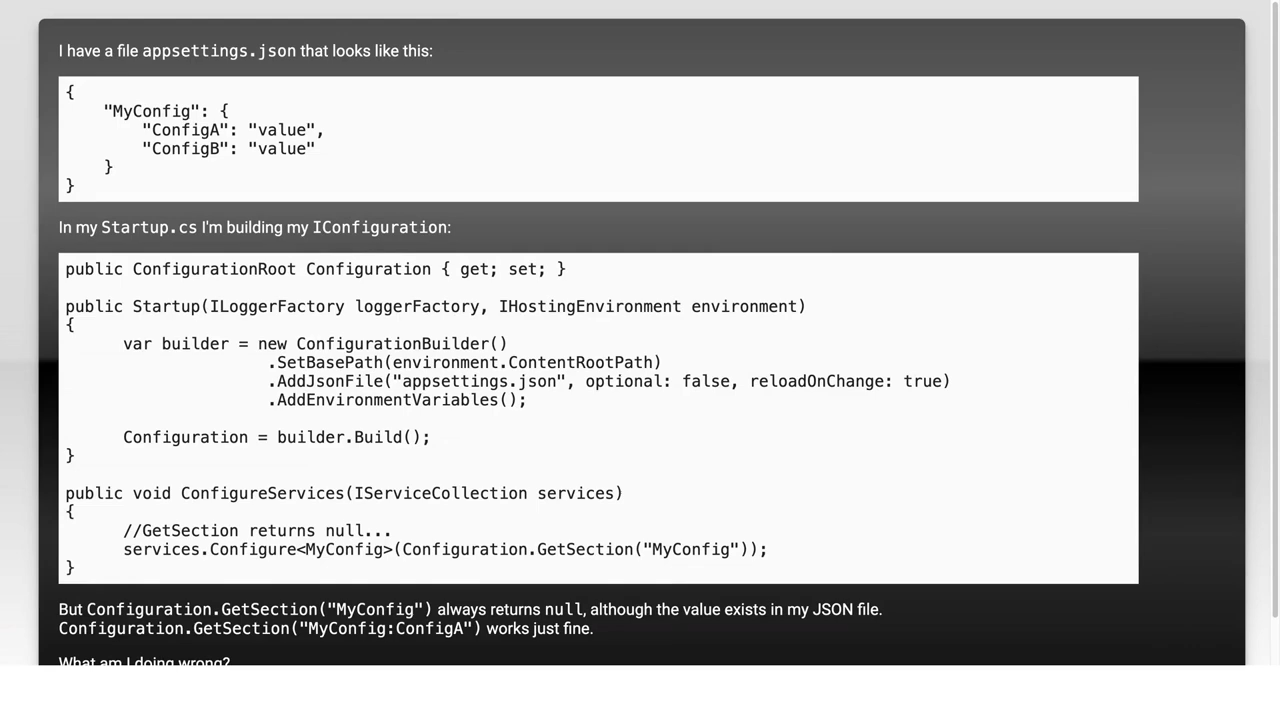 I have a file appsettings.json that looks like this:
{
    "MyConfig": {
        "ConfigA": "value",
        "ConfigB": "value"
    }
}
In my Startup.cs I'm building my IConfiguration:
public ConfigurationRoot Configuration { get; set; }
public Startup(ILoggerFactory loggerFactory, IHostingEnvironment environment)
{
      var builder = new ConfigurationBuilder()
                     .SetBasePath(environment.ContentRootPath)
                     .AddJsonFile("appsettings.json", optional: false, reloadOnChange: true)
                     .AddEnvironmentVariables();
      Configuration = builder.Build();
}
public void ConfigureServices(IServiceCollection services)
{
      //GetSection returns null...
      services.Configure<MyConfig>(Configuration.GetSection("MyConfig"));
}
But Configuration.GetSection("MyConfig") always returns null, although the value exists in my JSON file.
Configuration.GetSection("MyConfig:ConfigA") works just fine.
What am I doing wrong?